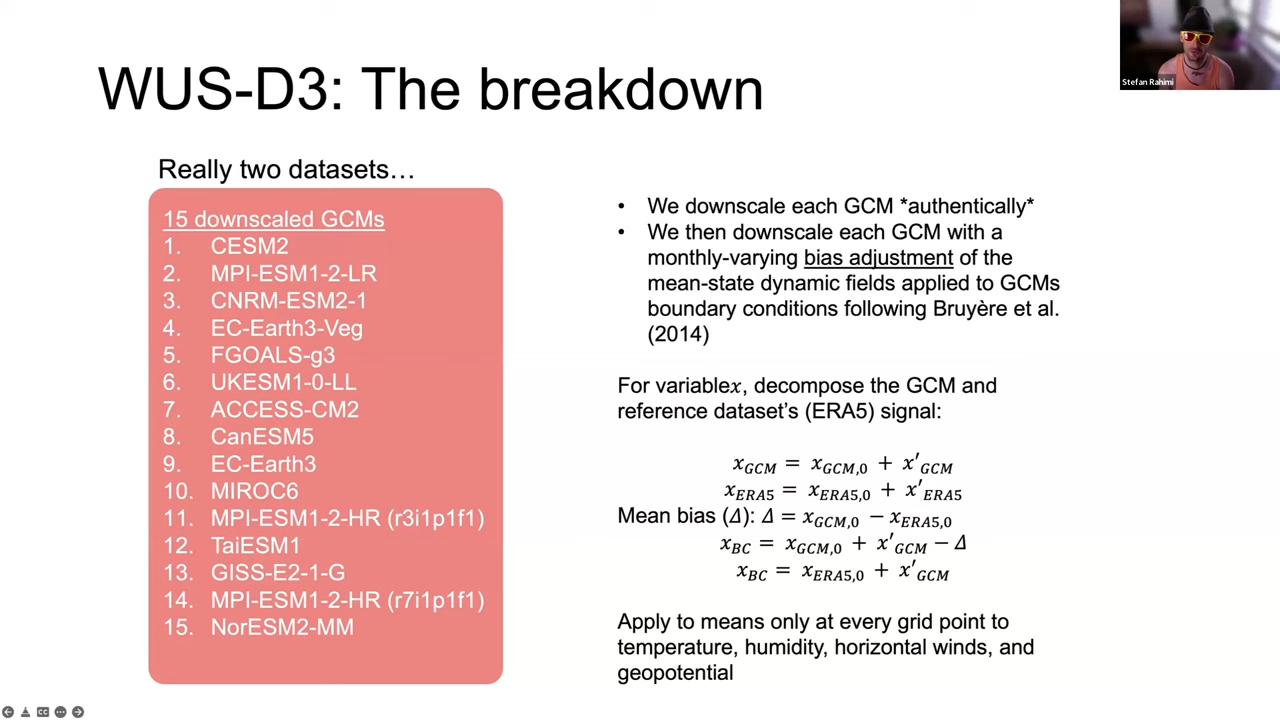 WUS-D3: The breakdown
Stefan Rahimi
Really two datasets…
15 downscaled GCMs
1. CESM2
2. MPI-ESM1-2-LR
3. CNRM-ESM2-1
4. EC-Earth3-Veg
5. FGOALS-g3
6. UKESM1-0-LL
7. ACCESS-CM2
8. CanESM5
9. EC-Earth3
10. MIROC6
11. MPI-ESM1-2-HR (r3i1p1f1)
12. TaiESM1
13. GISS-E2-1-G
14. MPI-ESM1-2-HR (r7i1p1f1)
15. NorESM2-MM
• We downscale each GCM *authentically*
• We then downscale each GCM with a
monthly-varying bias adjustment of the
mean-state dynamic fields applied to GCMs
boundary conditions following Bruyère et al.
(2014)
For variable𝑥, decompose the GCM and
reference dataset's (ERA5) signal:
𝑥_GCM = 𝑥_GCM,0 + 𝑥′_GCM
𝑥_ERA5 = 𝑥_ERA5,0 + 𝑥′_ERA5
Mean bias (𝛥): 𝛥 = 𝑥_GCM,0 − 𝑥_ERA5,0
𝑥_BC = 𝑥_GCM,0 + 𝑥′_GCM − 𝛥
𝑥_BC = 𝑥_ERA5,0 + 𝑥′_GCM
Apply to means only at every grid point to
temperature, humidity, horizontal winds, and
geopotential
CC